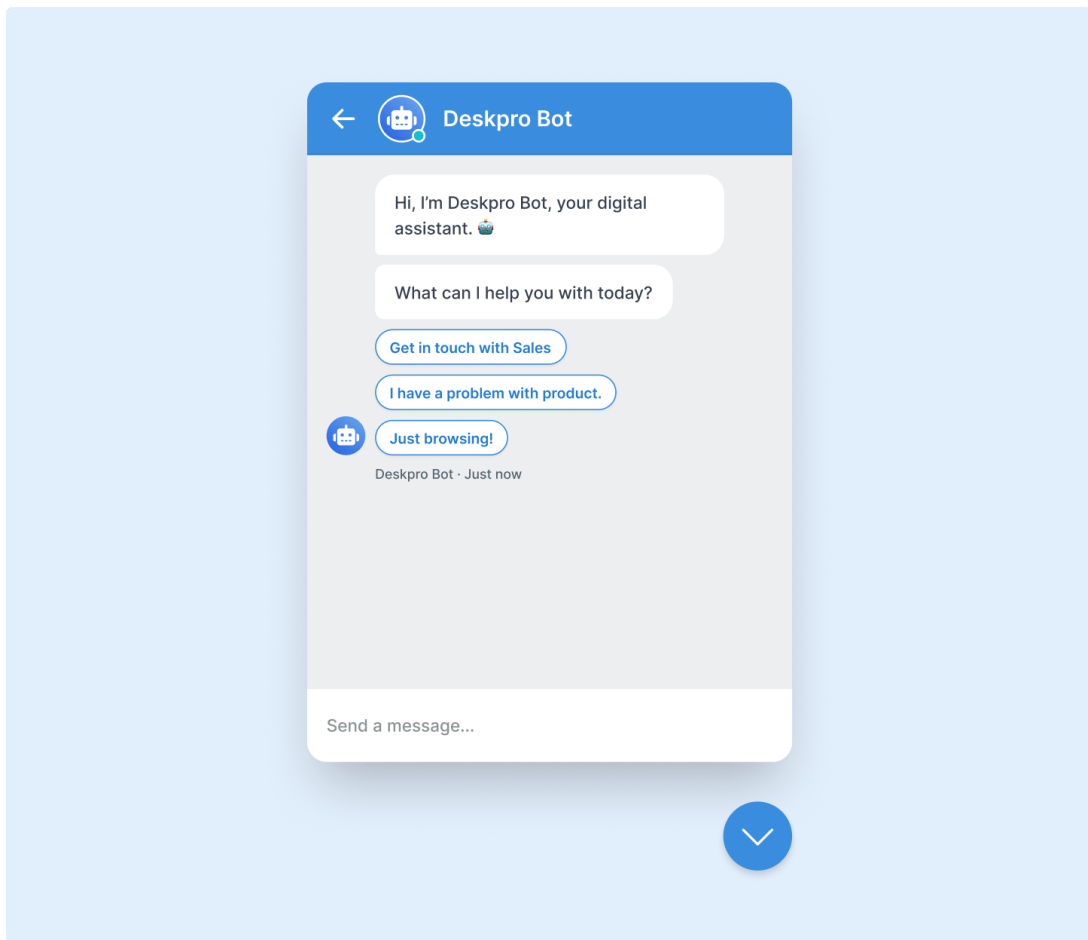 Deskpro Bot
Hi, I’m Deskpro Bot, your digital
assistant. 🤖
What can I help you with today?
Get in touch with Sales
I have a problem with product.
Just browsing!
Deskpro Bot · Just now
Send a message...